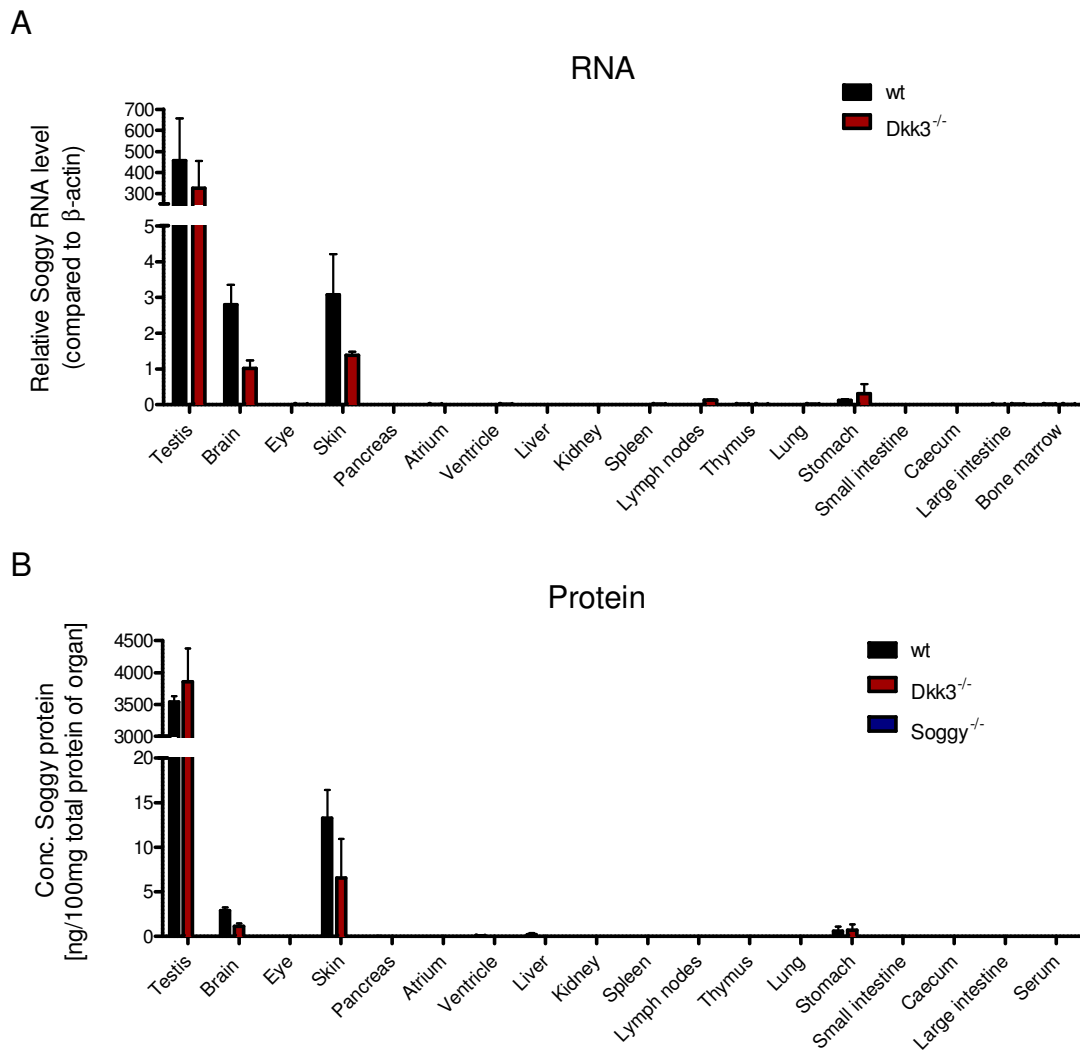 A
RNA
wt
Dkk3-/-
Relative Soggy RNA level
(compared to β-actin)
700
600
500
400
300
5
4
3
2
1
0
Testis
Brain
Eye
Skin
Pancreas
Atrium
Ventricle
Liver
Kidney
Spleen
Lymph nodes
Thymus
Lung
Stomach
Small intestine
Caecum
Large intestine
Bone marrow
B
Protein
wt
Dkk3-/-
Soggy-/-
Conc. Soggy protein
[ng/100mg total protein of organ]
4500
4000
3500
3000
20
15
10
5
0
Testis
Brain
Eye
Skin
Pancreas
Atrium
Ventricle
Liver
Kidney
Spleen
Lymph nodes
Thymus
Lung
Stomach
Small intestine
Caecum
Large intestine
Serum